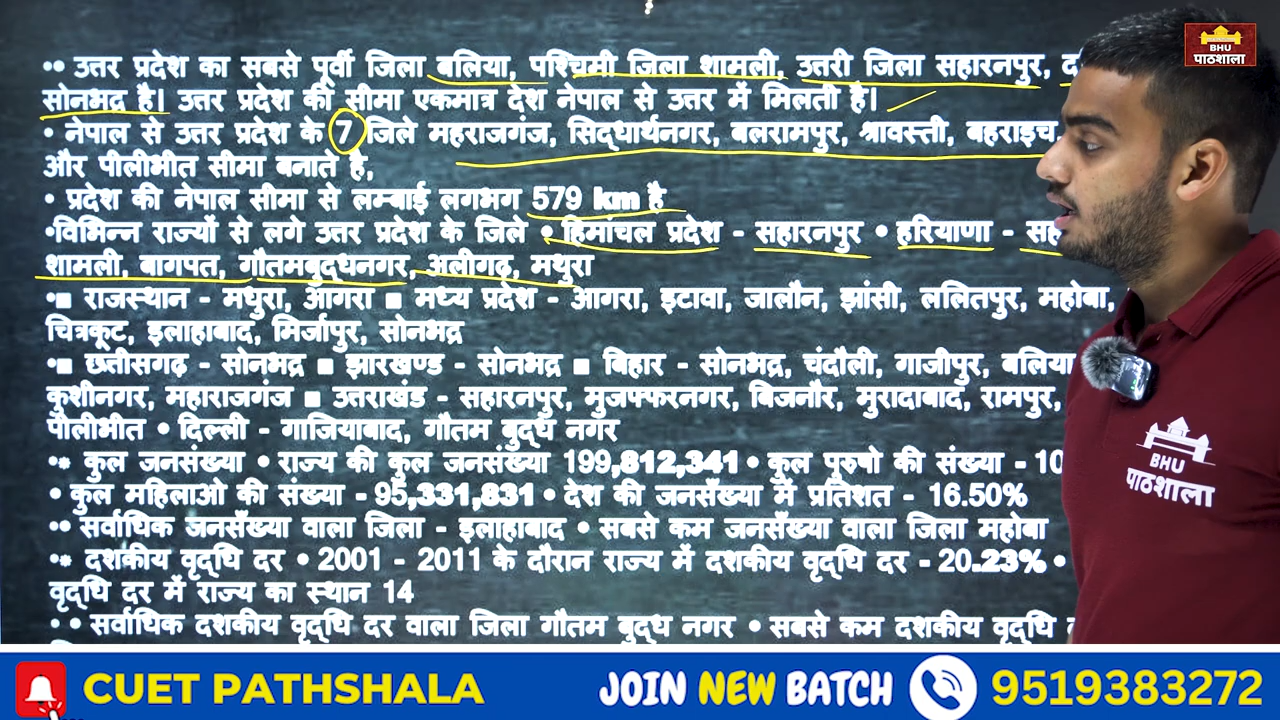 •• उत्तर प्रदेश का सबसे पूर्वी जिला बलिया, पश्चिमी जिला शामली, उत्तरी जिला सहारनपुर,
सोनभद्र है। उत्तर प्रदेश की सीमा एकमात्र देश नेपाल से उत्तर में मिलती है।
• नेपाल से उत्तर प्रदेश के 7 जिले महराजगंज, सिद्धार्थनगर, बलरामपुर, श्रावस्ती, बहराइच,
और पीलीभीत सीमा बनाते है,
• प्रदेश की नेपाल सीमा से लम्बाई लगभग 579 km है
•विभिन्न राज्यों से लगे उत्तर प्रदेश के जिले • हिमांचल प्रदेश - सहारनपुर • हरियाणा -
शामली, बागपत, गौतमबुद्धनगर, अलीगढ़, मथुरा
•■ राजस्थान - मथुरा, आगरा ■ मध्य प्रदेश - आगरा, इटावा, जालौन, झांसी, ललितपुर, महोबा,
चित्रकूट, इलाहाबाद, मिर्जापुर, सोनभद्र
•■ छत्तीसगढ़ - सोनभद्र ■ झारखण्ड - सोनभद्र ■ बिहार - सोनभद्र, चंदौली, गाजीपुर, बलिया
कुशीनगर, महाराजगंज ■ उत्तराखंड - सहारनपुर, मुजफ्फरनगर, बिजनौर, मुरादाबाद, रामपुर,
पीलीभीत • दिल्ली - गाजियाबाद, गौतम बुद्ध नगर
•* कुल जनसंख्या • राज्य की कुल जनसंख्या 199,812,341 • कुल पुरुषो की संख्या - 10
• कुल महिलाओ की संख्या - 95,331,831 • देश की जनसँख्या में प्रतिशत - 16.50%
•• सर्वाधिक जनसँख्या वाला जिला - इलाहाबाद • सबसे कम जनसँख्या वाला जिला महोबा
•* दशकीय वृद्धि दर • 2001 - 2011 के दौरान राज्य में दशकीय वृद्धि दर - 20.23% •
वृद्धि दर में राज्य का स्थान 14
• • सर्वाधिक दशकीय वृद्धि दर वाला जिला गौतम बुद्ध नगर • सबसे कम दशकीय वृद्धि
BHU
पाठशाला
BHU
पाठशाला
CUET PATHSHALA
JOIN NEW BATCH
9519383272